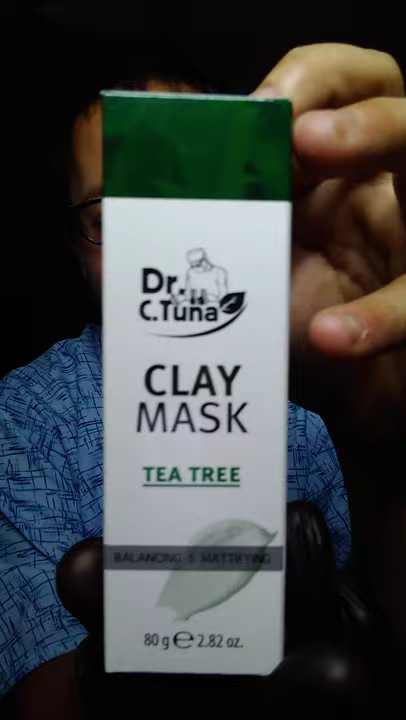 Dr.
C.Tuna
CLAY
MASK
TEA TREE
BALANCING & MATTIFYING
80 g ℮ 2.82 oz.